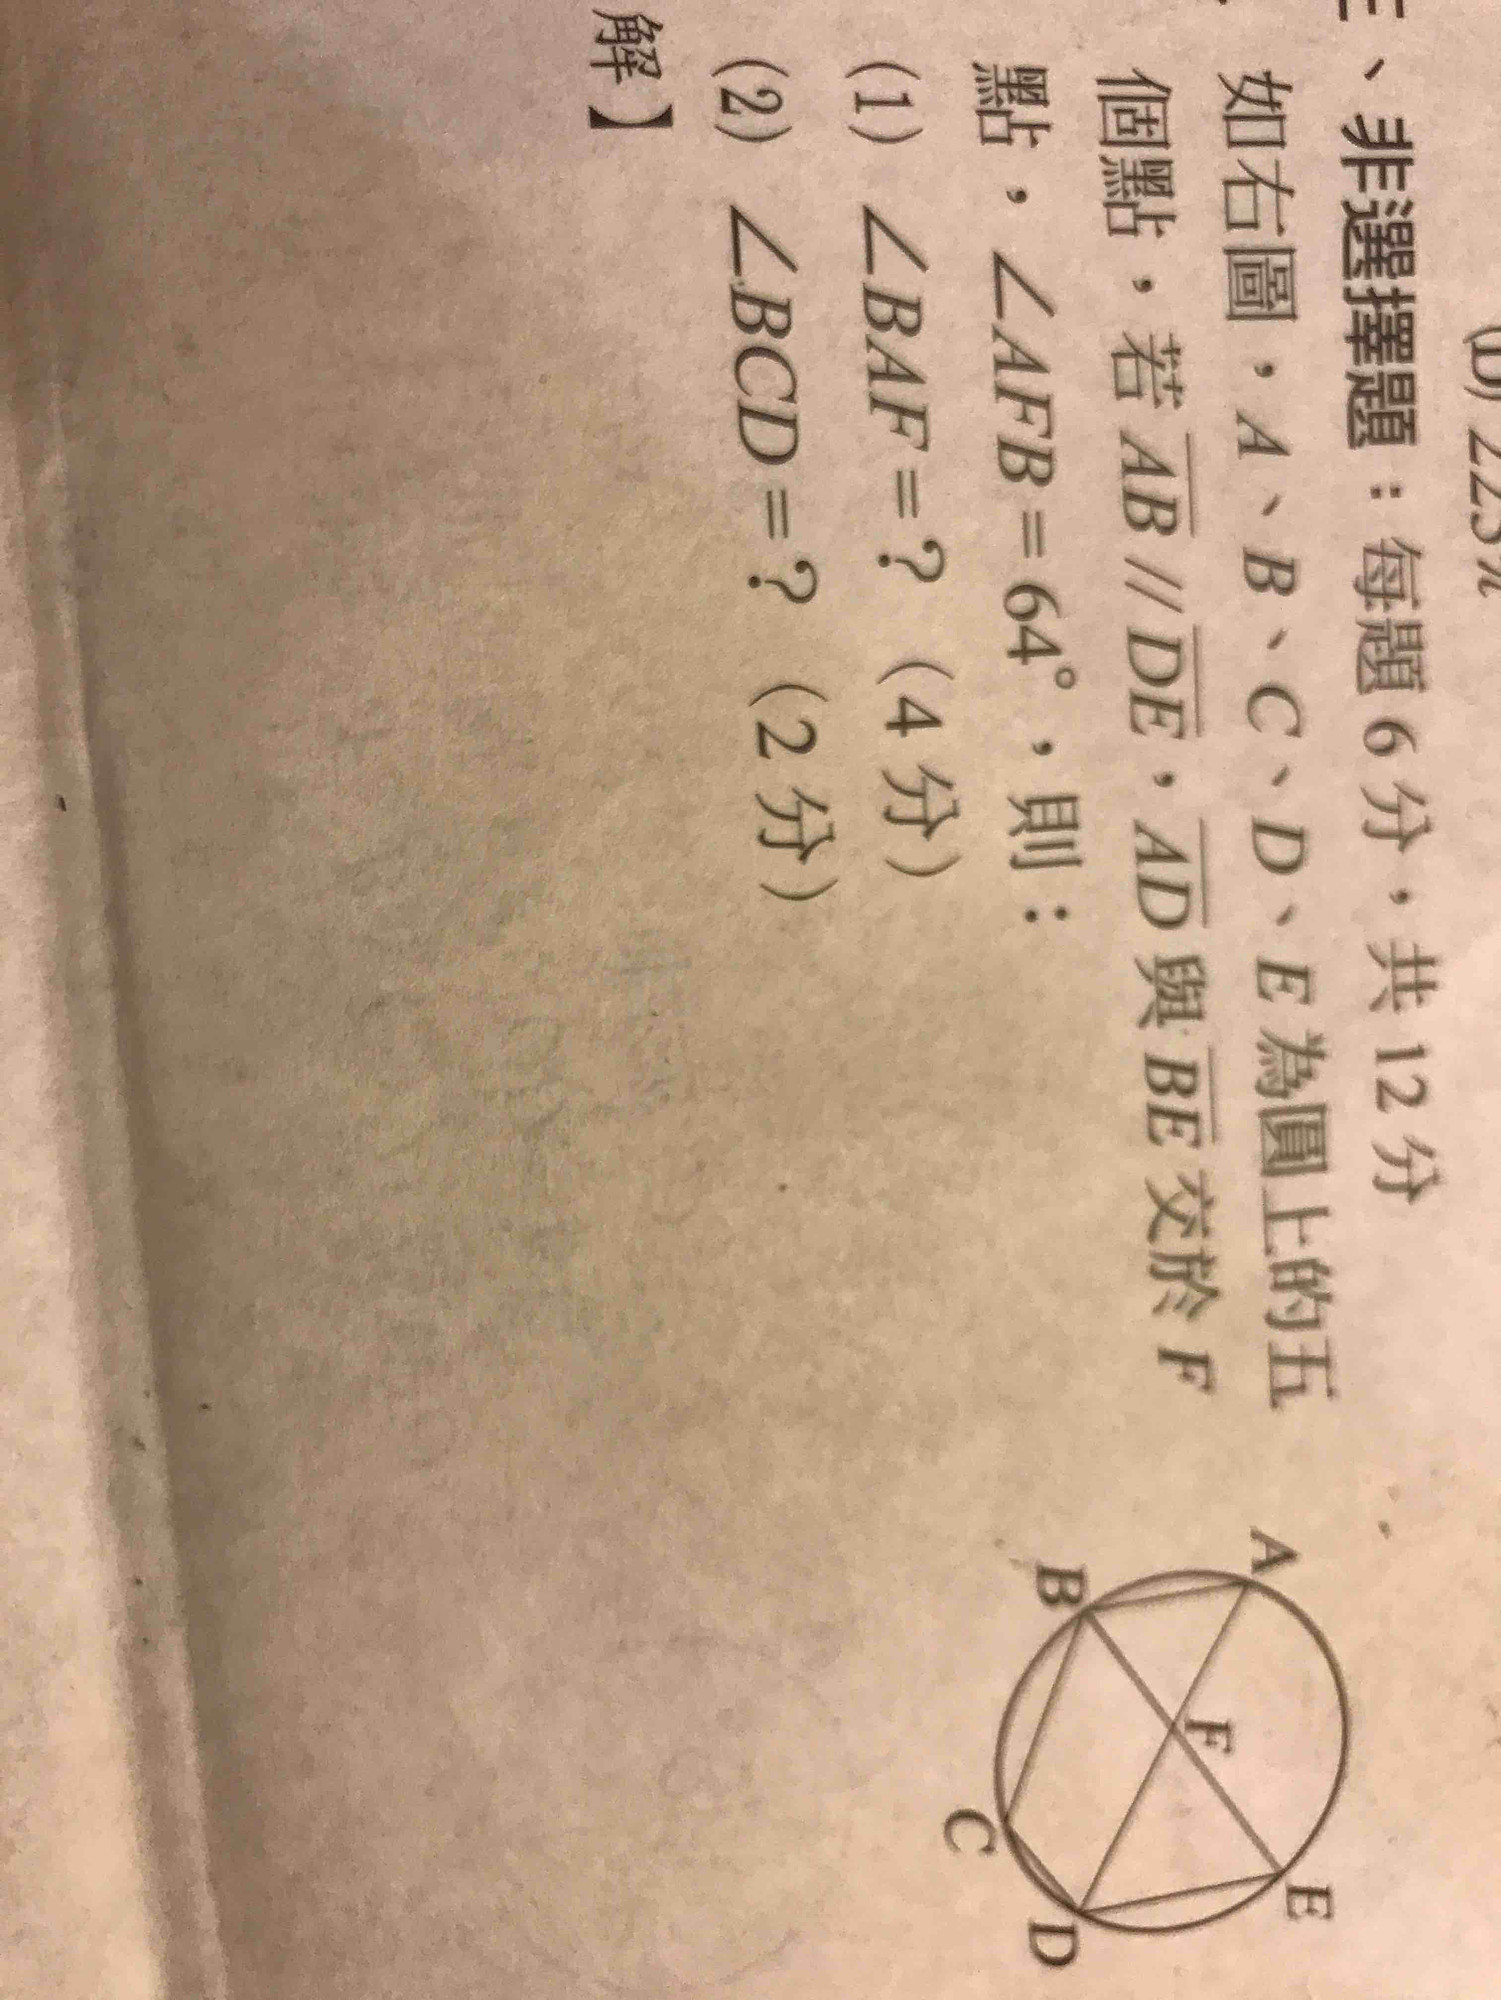 (D) 225π
、非選擇題：每題 6 分，共 12 分
如右圖，A、B、C、D、E 為圓上的五
個點，若 AB // DE，AD 與 BE 交於 F
點，∠AFB = 64°，則：
(1) ∠BAF = ？（4 分）
(2) ∠BCD = ？（2 分）
解】
A
E
F
B
D
C